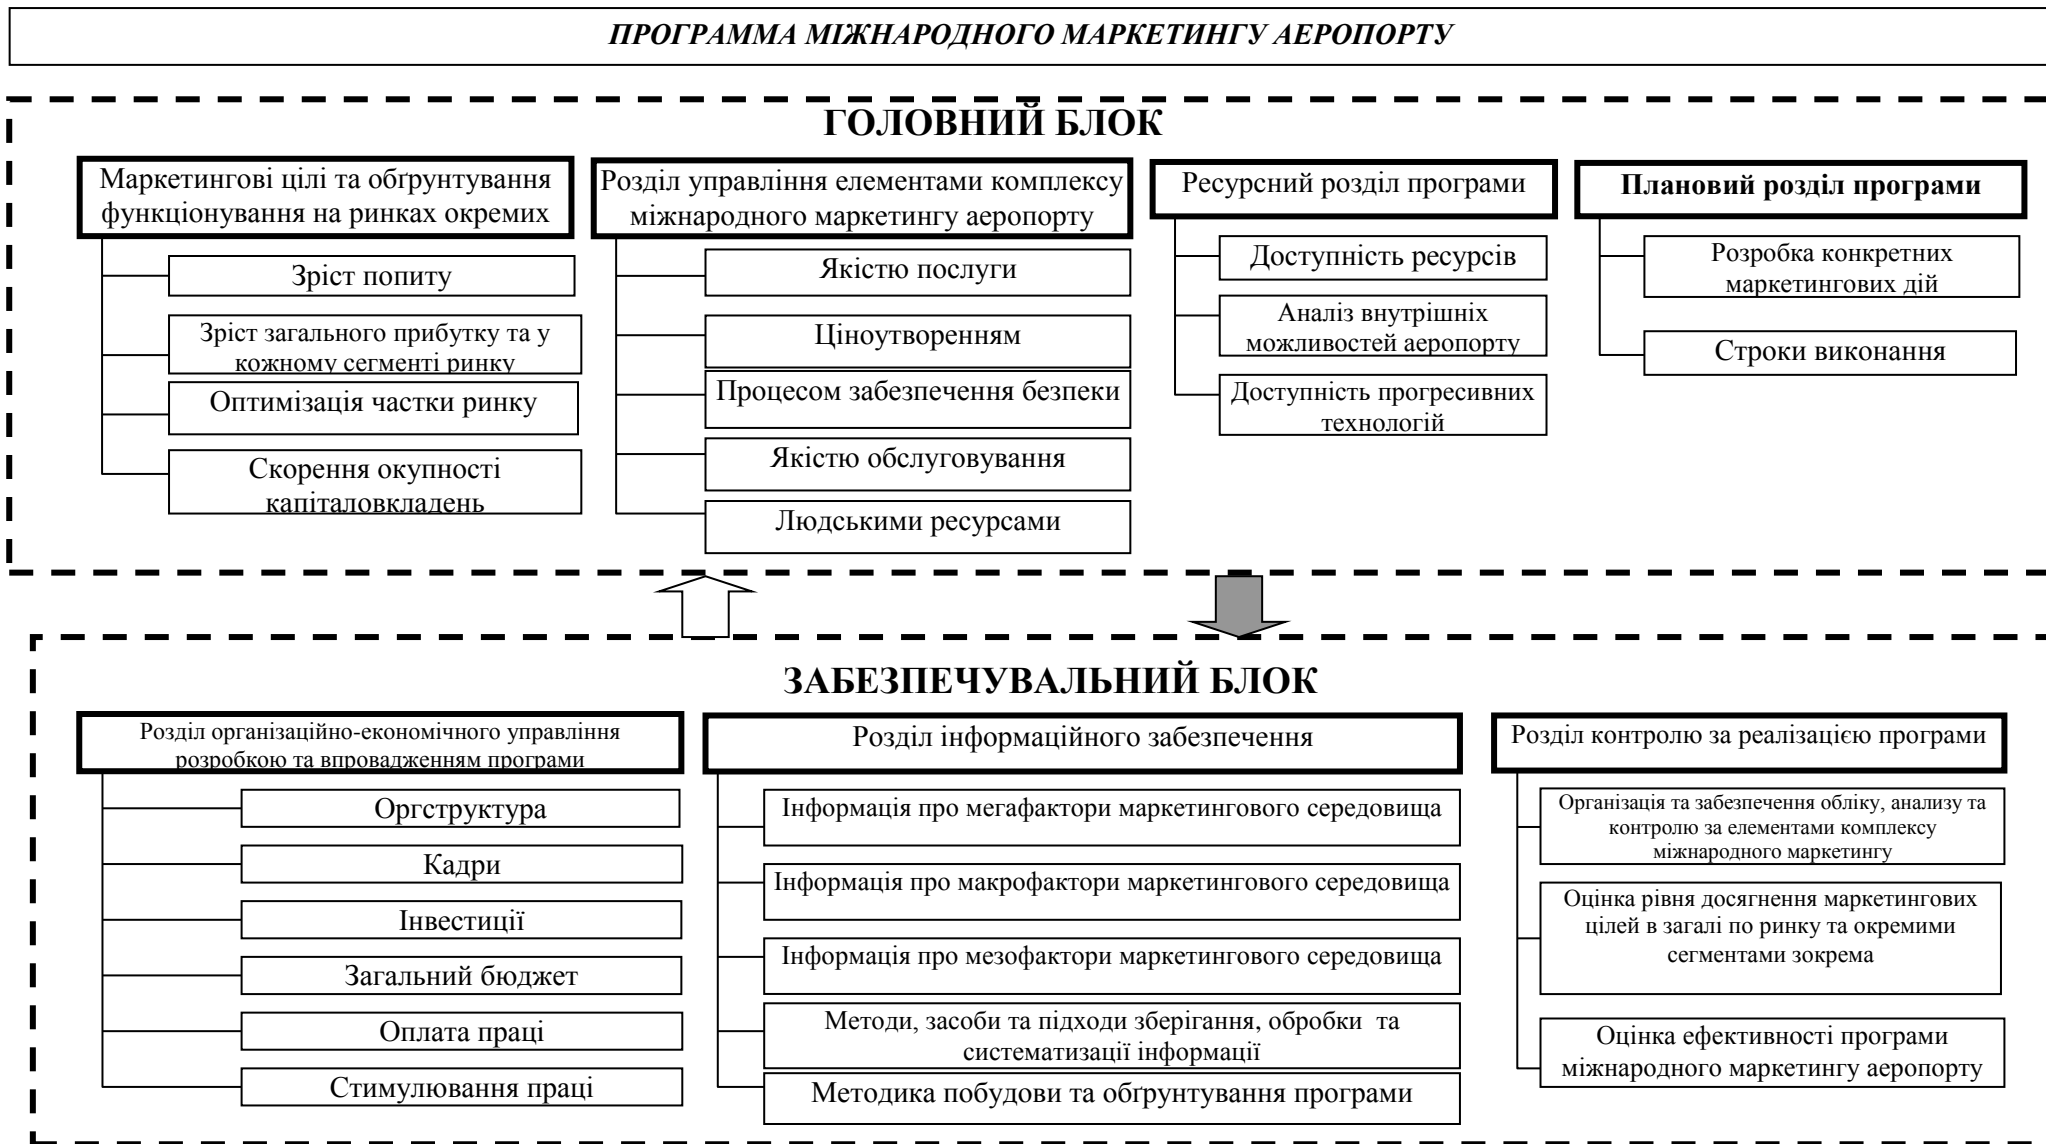 ПРОГРАММА МІЖНАРОДНОГО МАРКЕТИНГУ АЕРОПОРТУ
ГОЛОВНИЙ БЛОК
Маркетингові цілі та обґрунтування
функціонування на ринках окремих
Зріст попиту
Зріст загального прибутку та у
кожному сегменті ринку
Оптимізація частки ринку
Скорення окупності
капіталовкладень
Розділ управління елементами комплексу
міжнародного маркетингу аеропорту
Якістю послуги
Ціноутворенням
Процесом забезпечення безпеки
Якістю обслуговування
Людськими ресурсами
Ресурсний розділ програми
Доступність ресурсів
Аналіз внутрішніх
можливостей аеропорту
Доступність прогресивних
технологій
Плановий розділ програми
Розробка конкретних
маркетингових дій
Строки виконання
ЗАБЕЗПЕЧУВАЛЬНИЙ БЛОК
Розділ організаційно-економічного управління
розробкою та впровадженням програми
Оргструктура
Кадри
Інвестиції
Загальний бюджет
Оплата праці
Стимулювання праці
Розділ інформаційного забезпечення
Інформація про мегафактори маркетингового середовища
Інформація про макрофактори маркетингового середовища
Інформація про мезофактори маркетингового середовища
Методи, засоби та підходи зберігання, обробки та
систематизації інформації
Методика побудови та обґрунтування програми
Розділ контролю за реалізацією програми
Організація та забезпечення обліку, анализу та
контролю за елементами комплексу
міжнародного маркетингу
Оцінка рівня досягнення маркетингових
цілей в загалі по ринку та окремими
сегментами зокрема
Оцінка ефективності програми
міжнародного маркетингу аеропорту